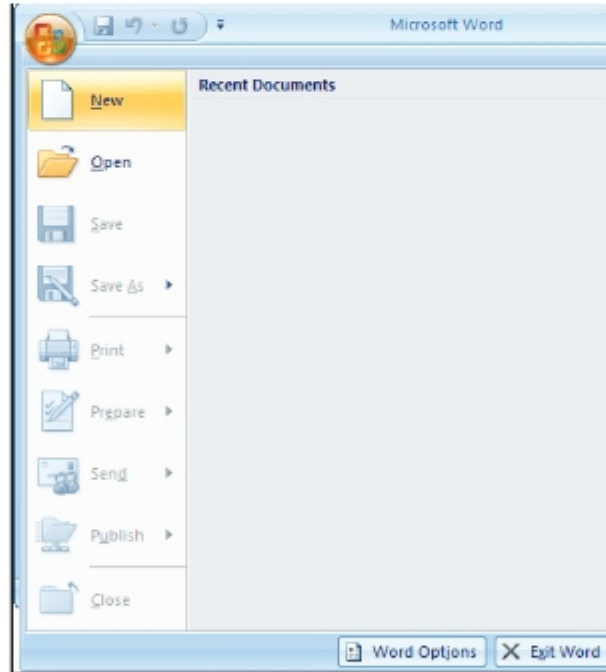 Microsoft Word
New
Recent Documents
Open
Save
Save As
Print
Prepare
Send
Publish
Close
Word Options
Exit Word